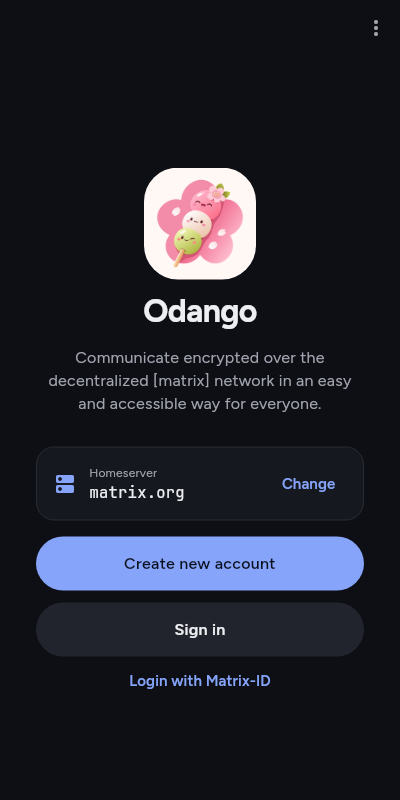 Odango
Communicate encrypted over the
decentralized [matrix] network in an easy
and accessible way for everyone.
Homeserver
matrix.org
Change
Create new account
Sign in
Login with Matrix-ID